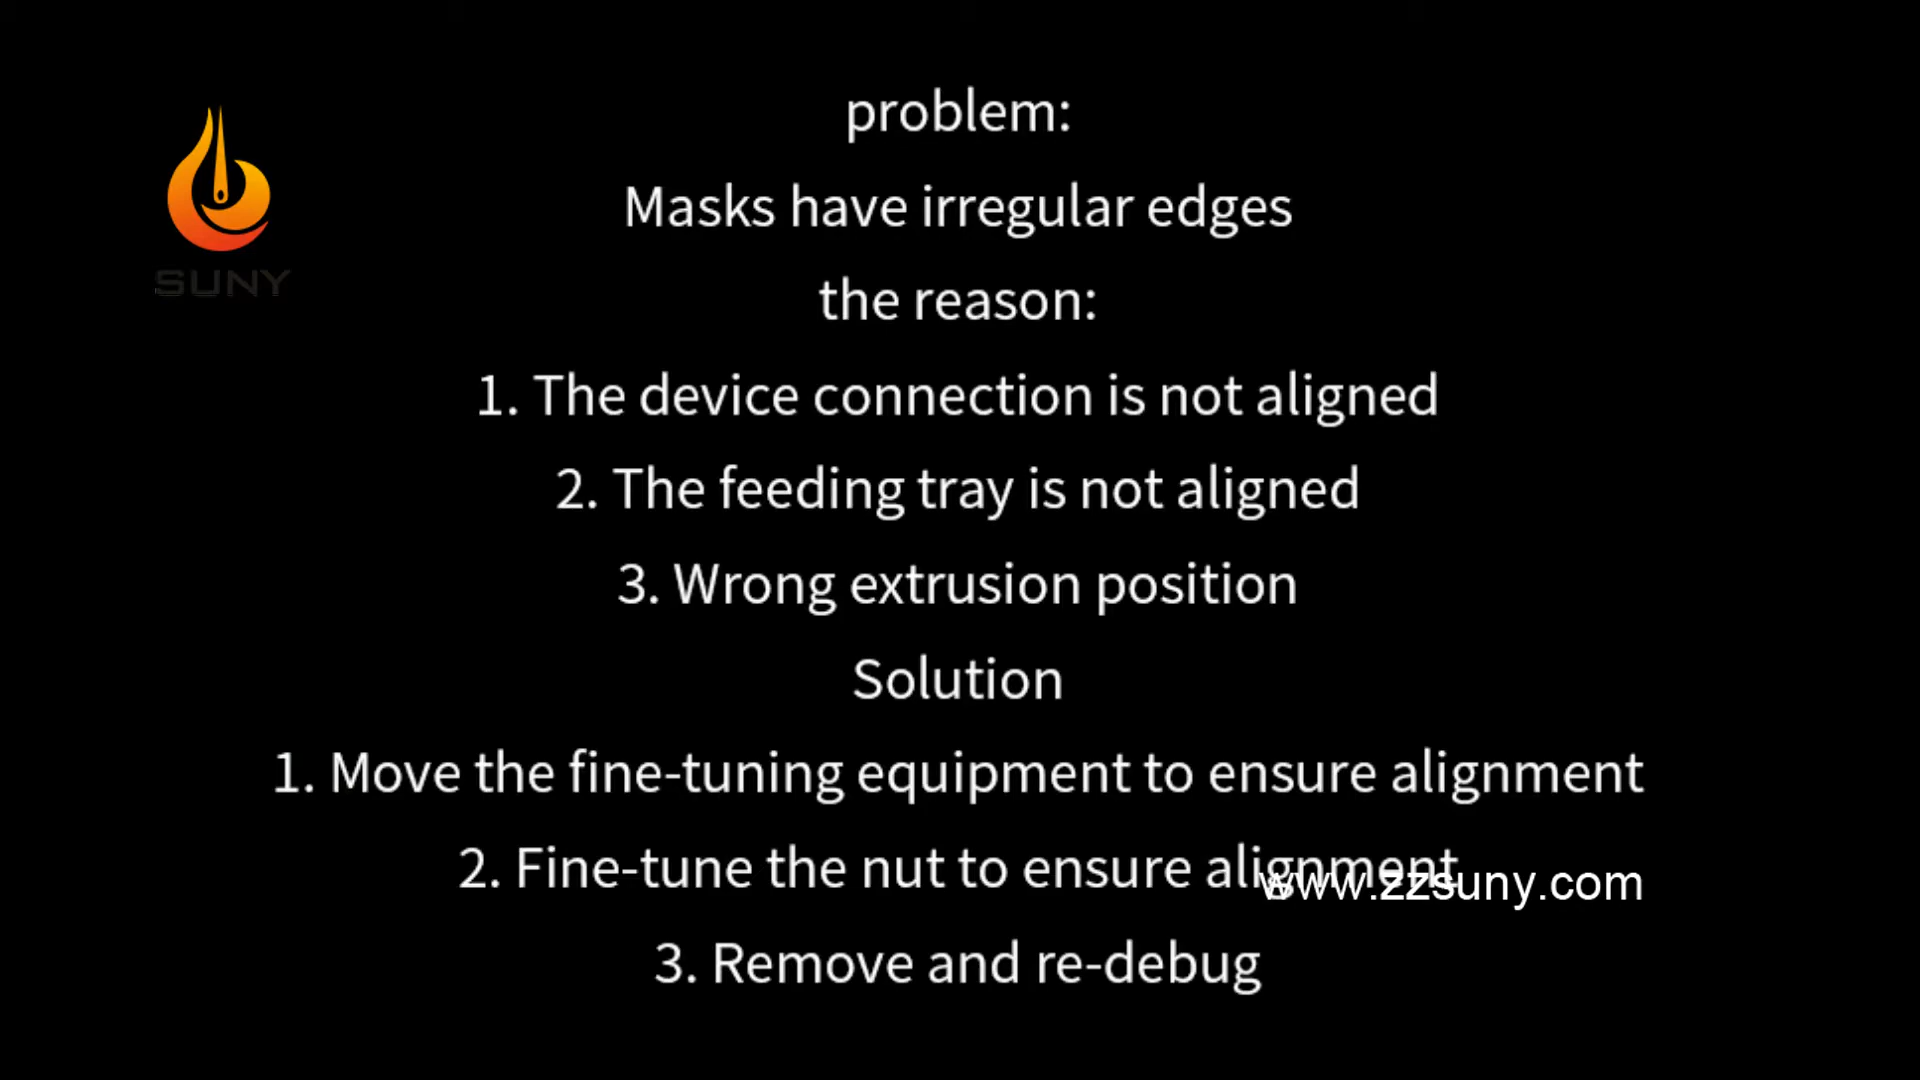 problem:
Masks have irregular edges
SUNY
the reason:
1. The device connection is not aligned
2. The feeding tray is not aligned
3. Wrong extrusion position
Solution
1. Move the fine-tuning equipment to ensure alignment
2. Fine-tune the nut to ensure alignment
www.zzsuny.com
3. Remove and re-debug